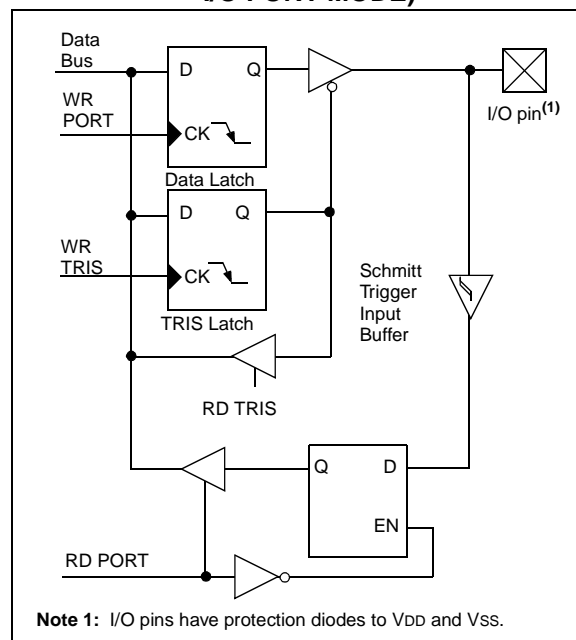 I/O PORT MODE)
Data
Bus
D
Q
WR
PORT
CK
I/O pin(1)
Data Latch
D
Q
WR
TRIS
CK
Schmitt
Trigger
Input
Buffer
TRIS Latch
RD TRIS
Q
D
EN
RD PORT
Note 1: I/O pins have protection diodes to VDD and VSS.